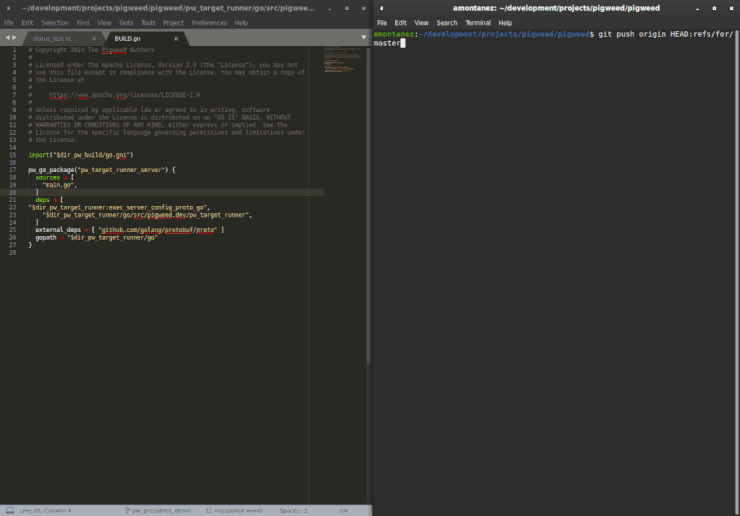 ~/development/projects/pigweed/pigweed/pw_target_runner/go/src/pigwee...
File Edit Selection Find View Goto Tools Project Preferences Help
status_test.cc × BUILD.gn ×
1 # Copyright 2019 The Pigweed Authors
2 #
3 # Licensed under the Apache License, Version 2.0 (the "License"); you may not
4 # use this file except in compliance with the License. You may obtain a copy of
5 # the License at
6 #
7 #     https://www.apache.org/licenses/LICENSE-2.0
8 #
9 # Unless required by applicable law or agreed to in writing, software
10 # distributed under the License is distributed on an "AS IS" BASIS, WITHOUT
11 # WARRANTIES OR CONDITIONS OF ANY KIND, either express or implied. See the
12 # License for the specific language governing permissions and limitations under
13 # the License.
14
15 import("$dir_pw_build/go.gni")
16
17 pw_go_package("pw_target_runner_server") {
18   sources = [
19     "main.go",
20   ]
21   deps = [
22 "$dir_pw_target_runner:exec_server_config_proto_go",
23     "$dir_pw_target_runner/go/src/pigweed.dev/pw_target_runner",
24   ]
25   external_deps = [ "github.com/golang/protobuf/proto" ]
26   gopath = "$dir_pw_target_runner/go"
27 }
28
Line 20, Column 4 pw_presubmit_demo 12 misspelled words Spaces: 2 GN
amontanez: ~/development/projects/pigweed/pigweed
File Edit View Search Terminal Help
amontanez:~/development/projects/pigweed/pigweed$ git push origin HEAD:refs/for/
master